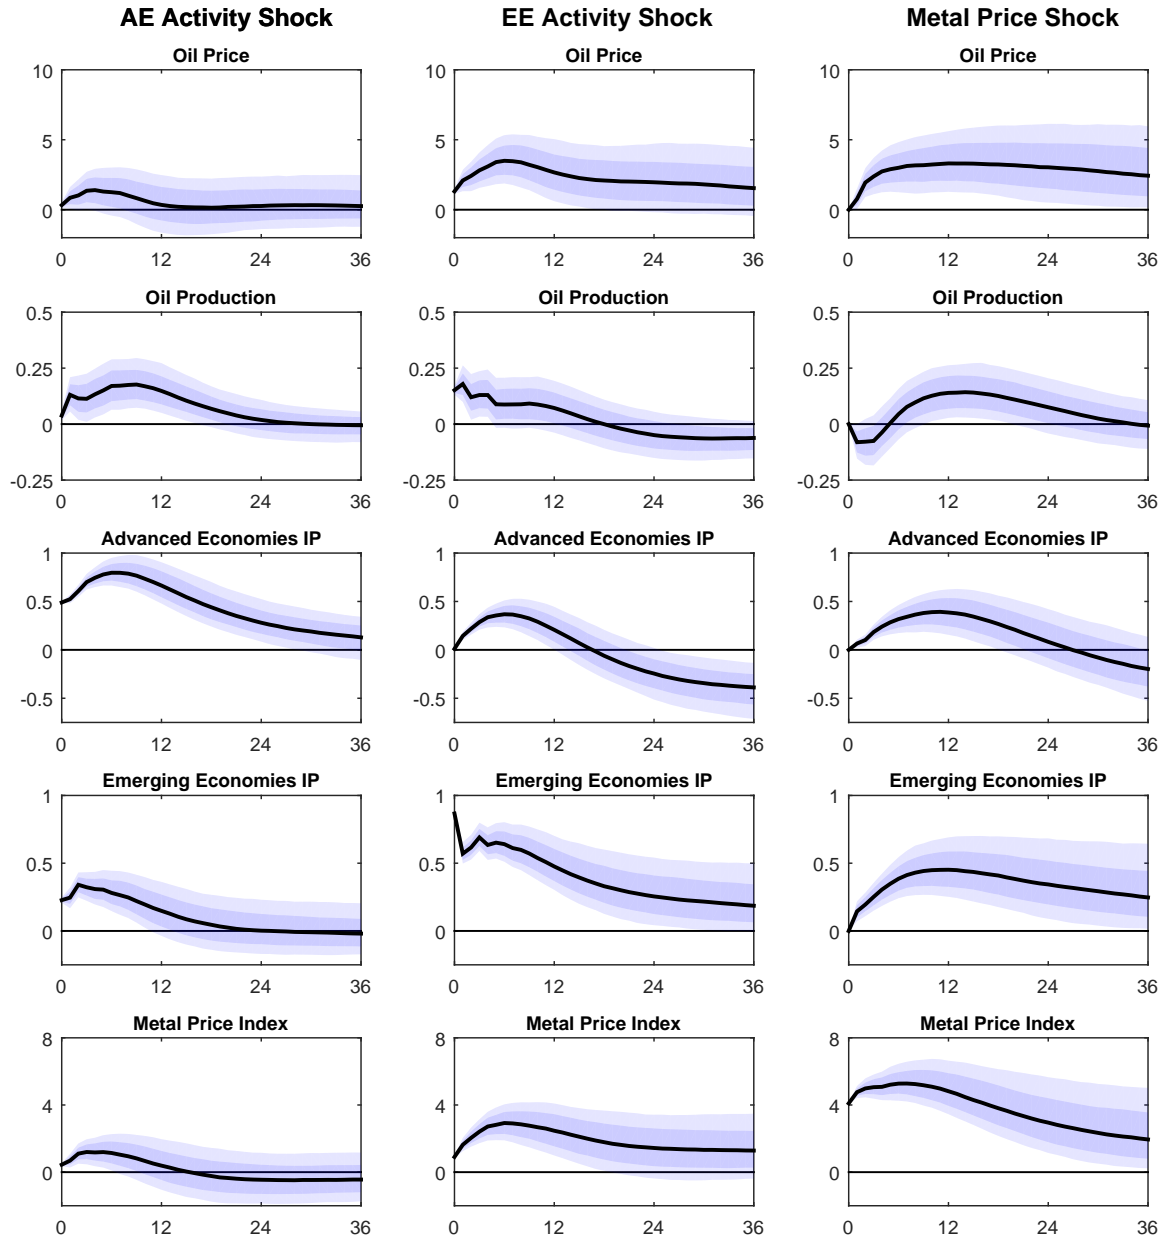 AE Activity Shock EE Activity Shock Metal Price Shock
Oil Price Oil Price Oil Price
10 10 10
5 5 5
0 0 0
0 12 24 36 0 12 24 36 0 12 24 36
Oil Production Oil Production Oil Production
0.5 0.5 0.5
0.25 0.25 0.25
0 0 0
-0.25 -0.25 -0.25
0 12 24 36 0 12 24 36 0 12 24 36
Advanced Economies IP Advanced Economies IP Advanced Economies IP
1 1 1
0.5 0.5 0.5
0 0 0
-0.5 -0.5 -0.5
0 12 24 36 0 12 24 36 0 12 24 36
Emerging Economies IP Emerging Economies IP Emerging Economies IP
1 1 1
0.5 0.5 0.5
0 0 0
0 12 24 36 0 12 24 36 0 12 24 36
Metal Price Index Metal Price Index Metal Price Index
8 8 8
4 4 4
0 0 0
0 12 24 36 0 12 24 36 0 12 24 36